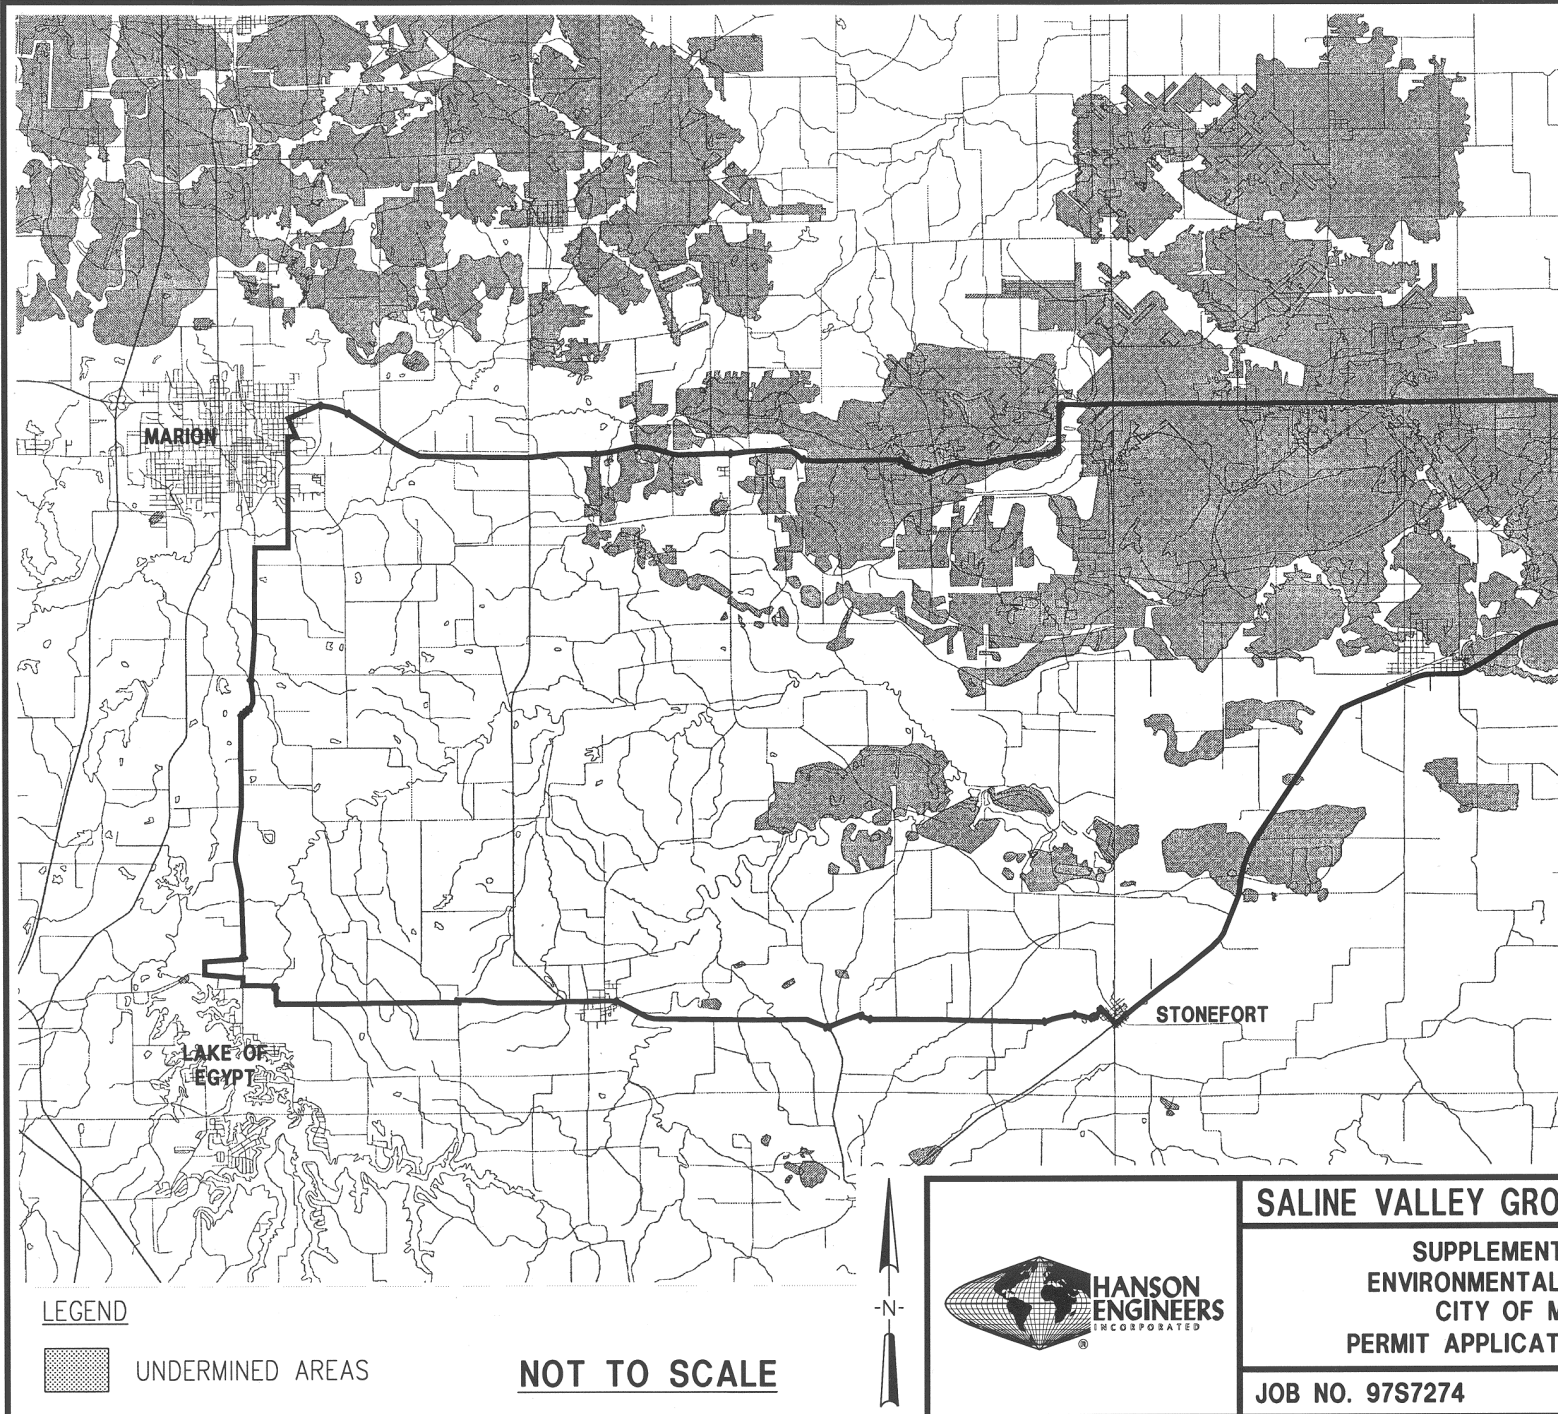 MARION
STONEFORT
LAKE OF
EGYPT
LEGEND
UNDERMINED AREAS
NOT TO SCALE
-N-
HANSON
ENGINEERS
INCORPORATED
®
SALINE VALLEY GRO
SUPPLEMENT
ENVIRONMENTAL
CITY OF M
PERMIT APPLICAT
JOB NO. 97S7274